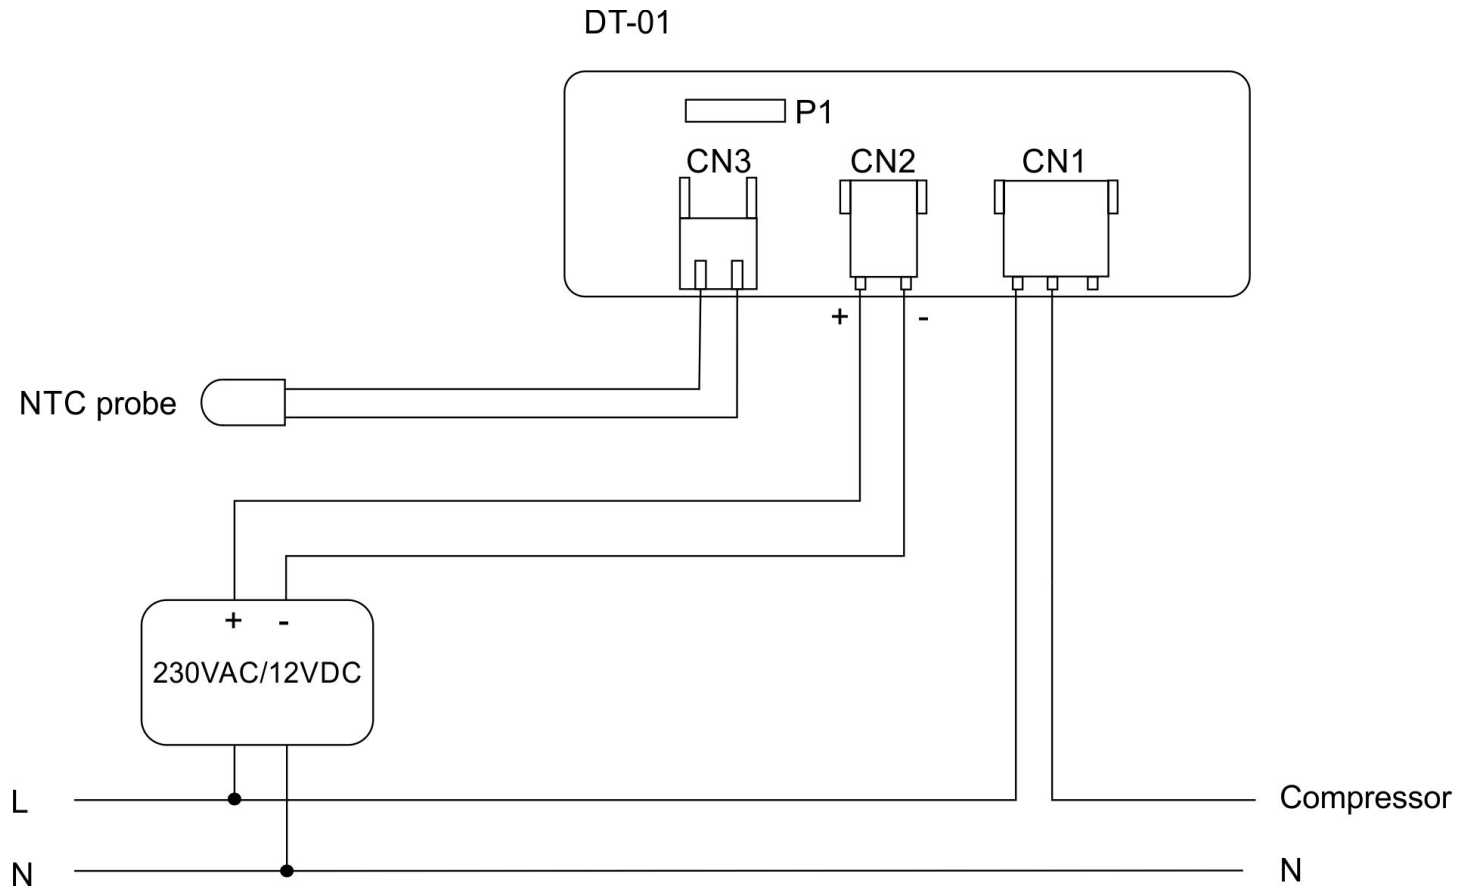 DT-01
P1
CN3 CN2 CN1
+ -
NTC probe
+ -
230VAC/12VDC
L Compressor
N N